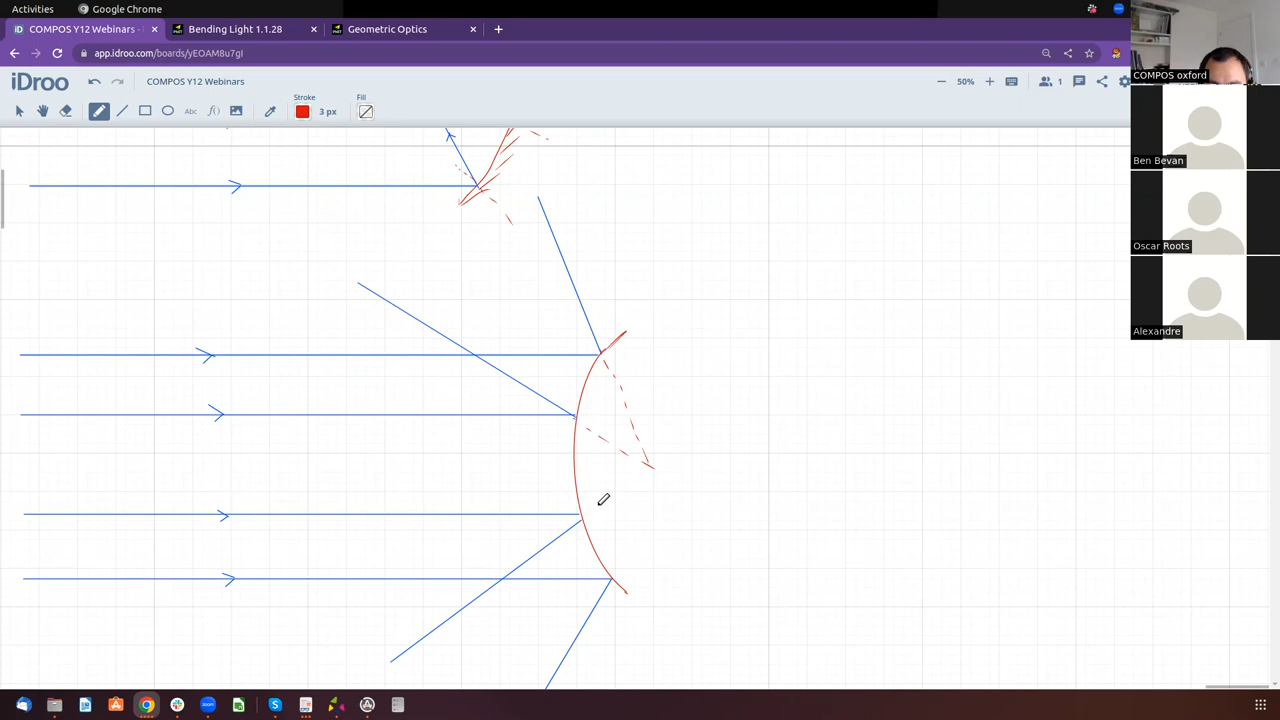 Activities
Google Chrome
COMPOS Y12 Webinars -
Bending Light 1.1.28
Geometric Optics
app.idroo.com/boards/yEOAM8u7gI
iDroo
COMPOS Y12 Webinars
50%
1
Abc
f()
Stroke
3 px
Fill
COMPOS oxford
Ben Bevan
Oscar Roots
Alexandre